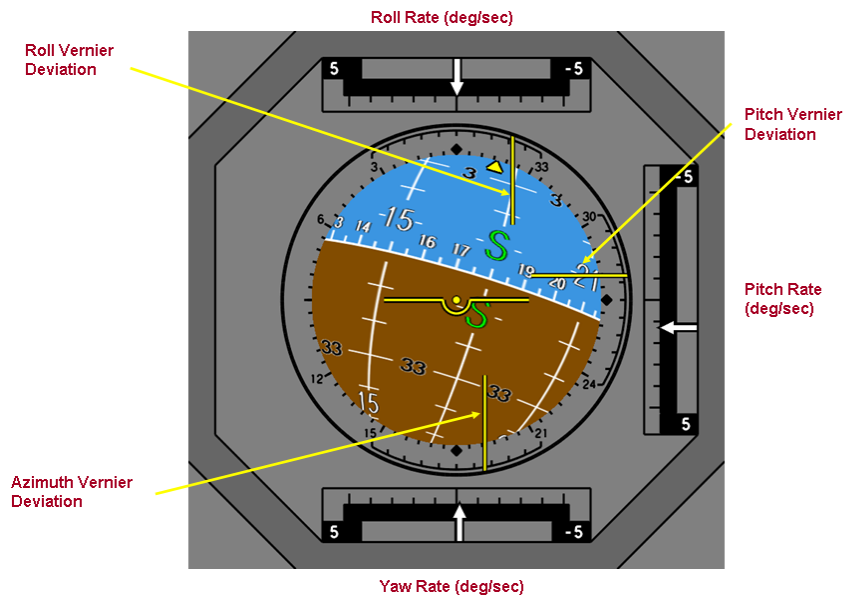 Roll Rate (deg/sec)
Roll Vernier
Deviation
5
-5
Pitch Vernier
Deviation
3
33
3
3
30
6
3
14
15
16
17
S
19
20
21
-5
Pitch Rate
(deg/sec)
S
33
33
33
12
24
15
15
21
5
Azimuth Vernier
Deviation
5
-5
Yaw Rate (deg/sec)